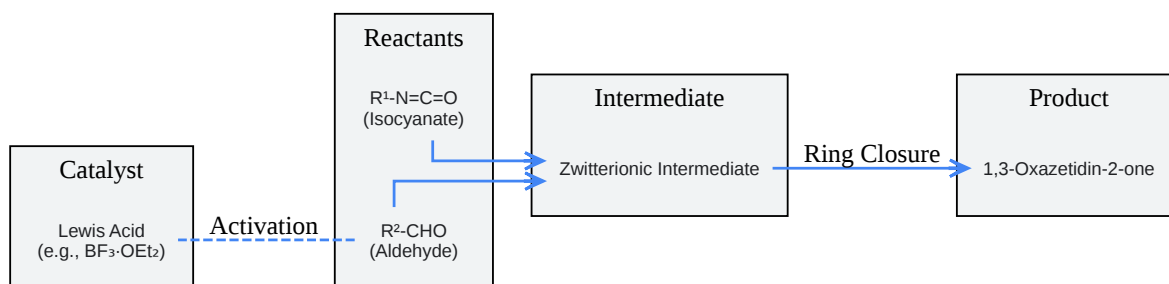 Reactants
R¹-N=C=O
(Isocyanate)
Intermediate
Product
Ring Closure
Zwitterionic Intermediate
1,3-Oxazetidin-2-one
Catalyst
Activation
Lewis Acid
(e.g., BF₃·OEt₂)
R²-CHO
(Aldehyde)